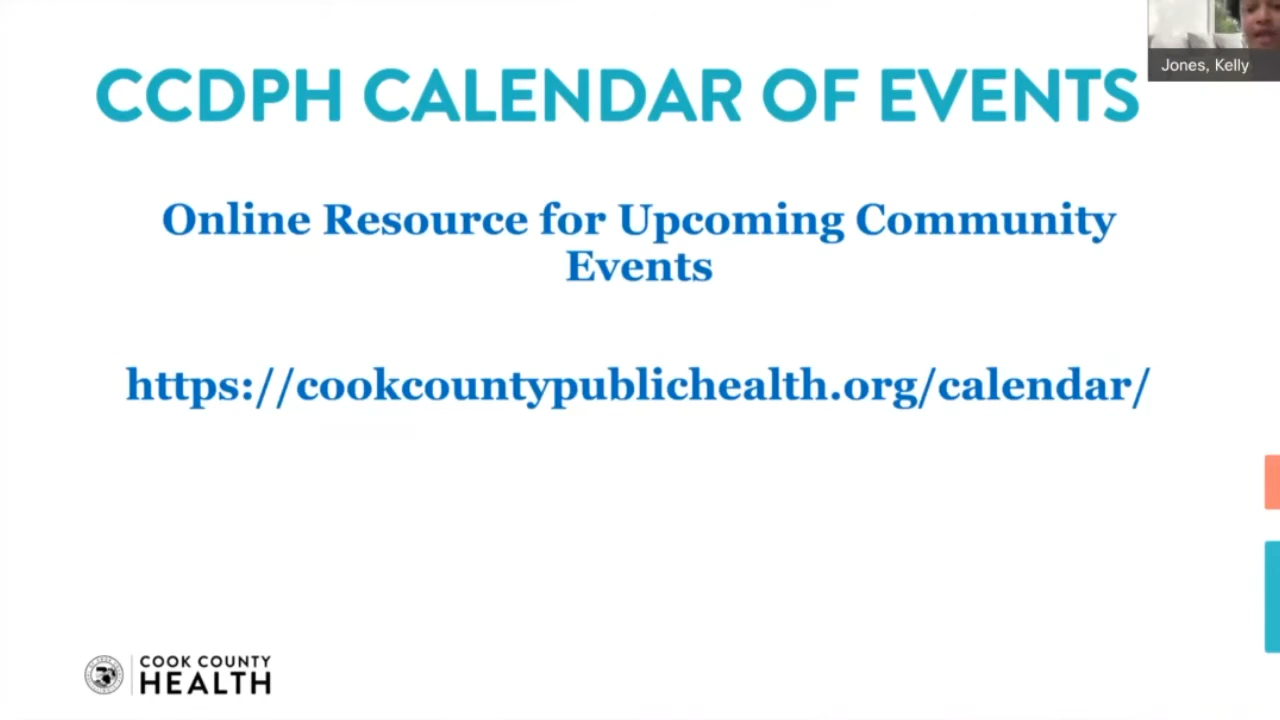 Jones, Kelly
CCDPH CALENDAR OF EVENTS
Online Resource for Upcoming Community
Events
https://cookcountypublichealth.org/calendar/
COOK COUNTY
HEALTH